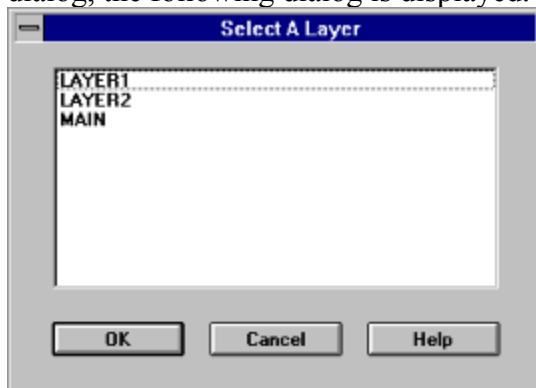 dialog, the following dialog is displayed.
Select A Layer
LAYER1
LAYER2
MAIN
OK Cancel Help